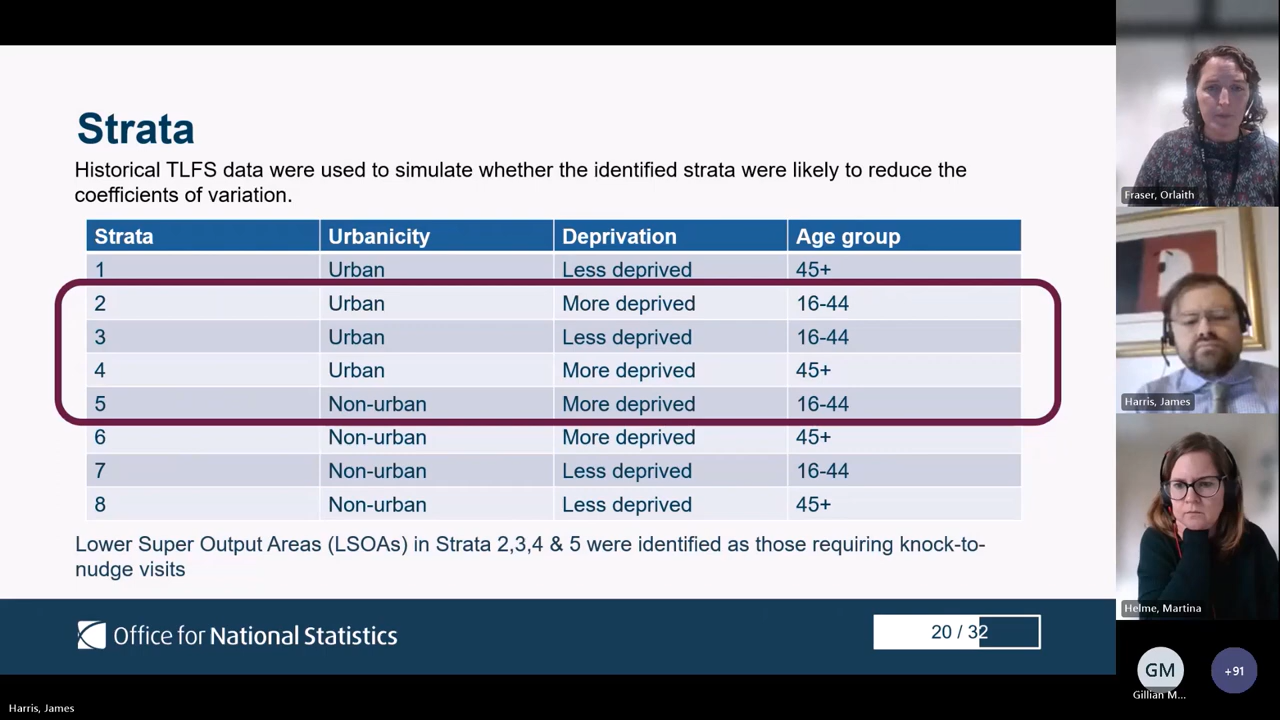 Strata
Historical TLFS data were used to simulate whether the identified strata were likely to reduce the
coefficients of variation.
Strata Urbanicity Deprivation Age group
1 Urban Less deprived 45+
2 Urban More deprived 16-44
3 Urban Less deprived 16-44
4 Urban More deprived 45+
5 Non-urban More deprived 16-44
6 Non-urban More deprived 45+
7 Non-urban Less deprived 16-44
8 Non-urban Less deprived 45+
Lower Super Output Areas (LSOAs) in Strata 2,3,4 & 5 were identified as those requiring knock-to-
nudge visits
Office for National Statistics
20 / 32
Fraser, Orlaith
Harris, James
Helme, Martina
GM
Gillian M...
+91
Harris, James